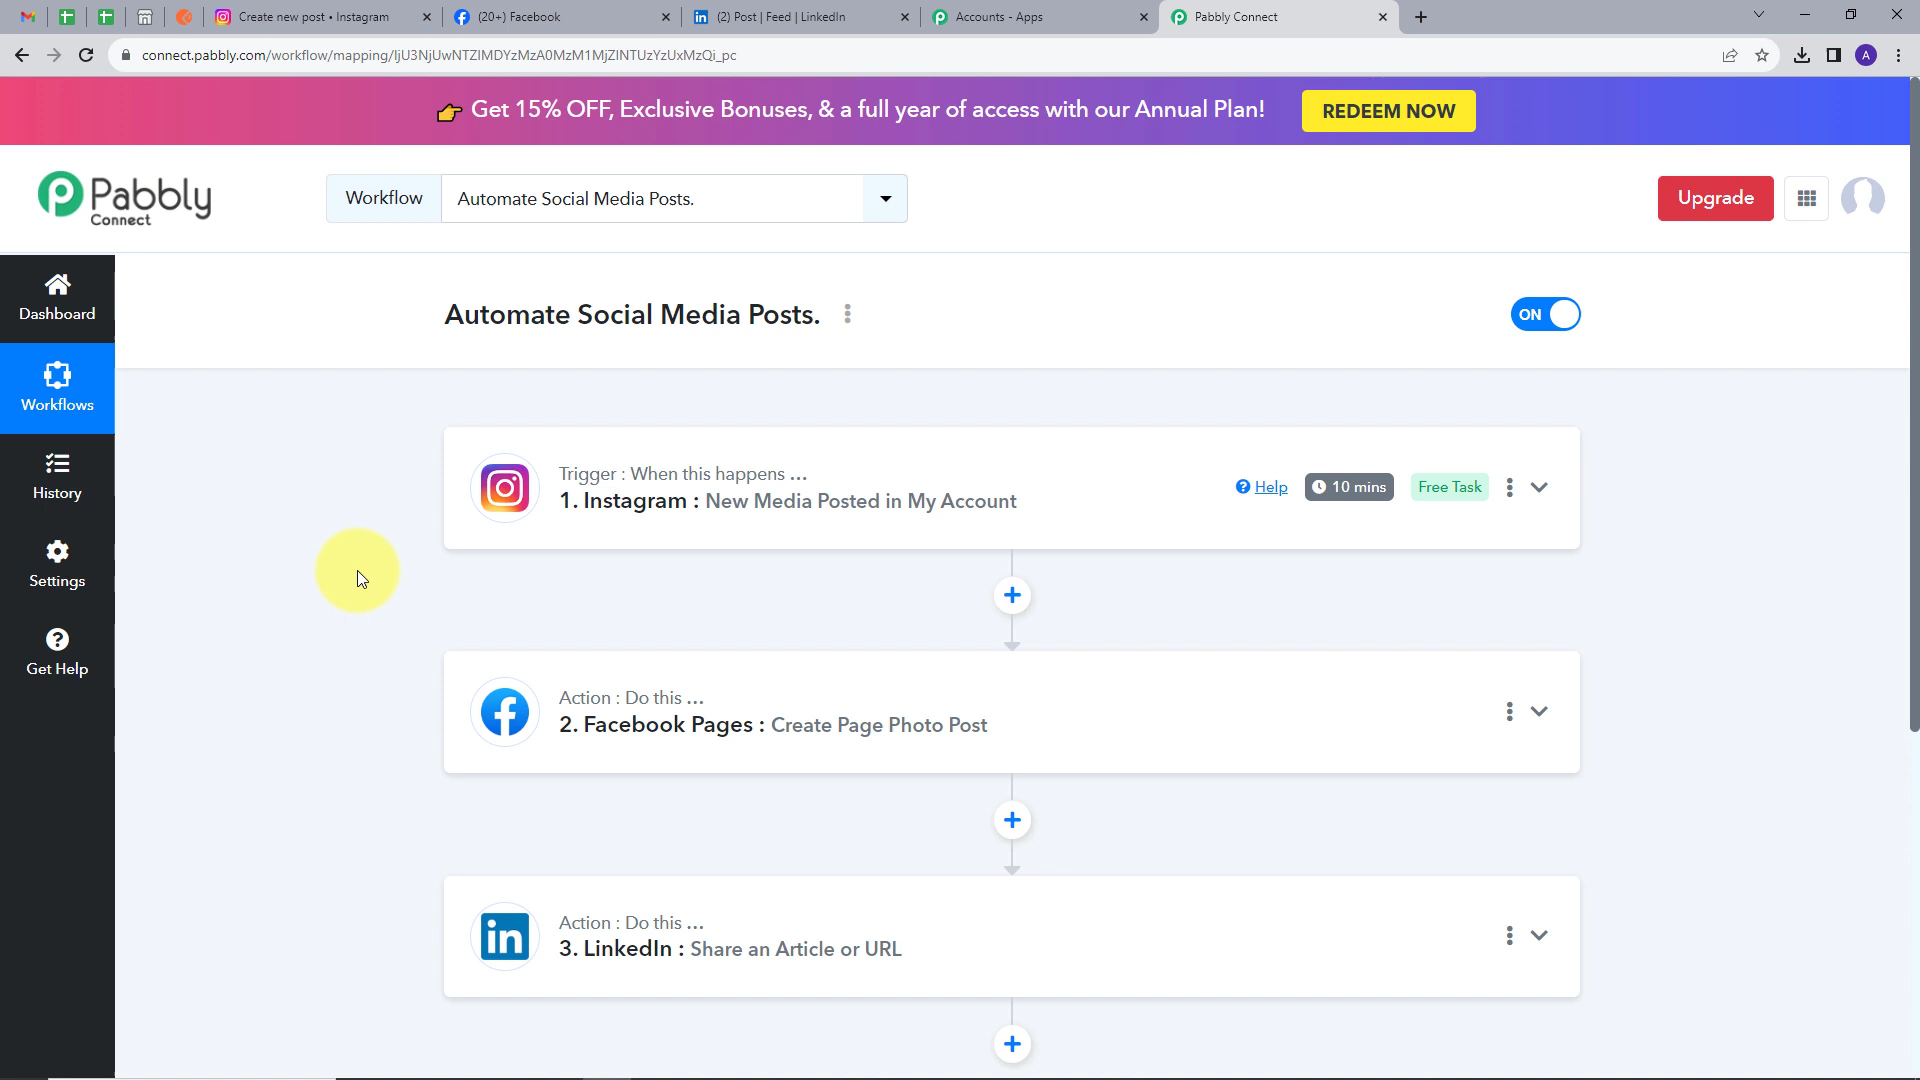 Create new post • Instagram
(20+) Facebook
(2) Post | Feed | LinkedIn
Accounts - Apps
Pabbly Connect
connect.pabbly.com/workflow/mapping/IjU3NjUwNTZlMDYzMzA0MzM1MjZlNTUzYzUxMzQi_pc
A
👉 Get 15% OFF, Exclusive Bonuses, & a full year of access with our Annual Plan!
REDEEM NOW
Pabbly
Connect
Workflow
Automate Social Media Posts.
Upgrade
Dashboard
Workflows
History
Settings
Get Help
Automate Social Media Posts.
ON
Trigger : When this happens ...
1. Instagram : New Media Posted in My Account
Help
10 mins
Free Task
Action : Do this ...
2. Facebook Pages : Create Page Photo Post
Action : Do this ...
3. LinkedIn : Share an Article or URL